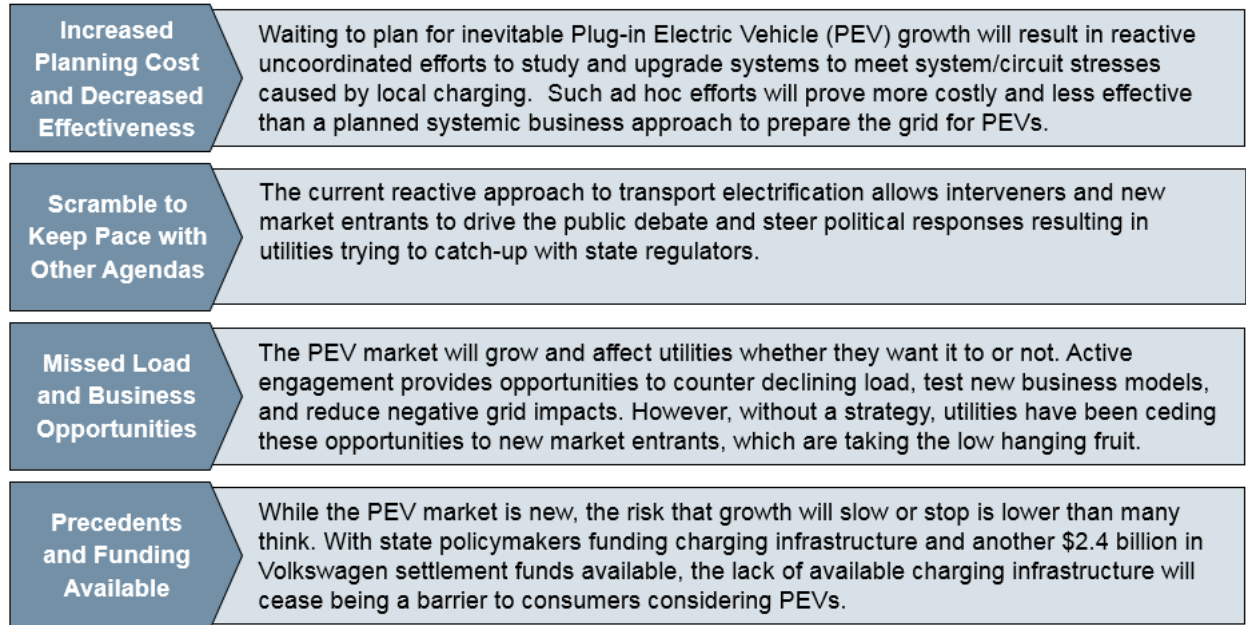 Increased
Planning Cost
and Decreased
Effectiveness
Waiting to plan for inevitable Plug-in Electric Vehicle (PEV) growth will result in reactive
uncoordinated efforts to study and upgrade systems to meet system/circuit stresses
caused by local charging.  Such ad hoc efforts will prove more costly and less effective
than a planned systemic business approach to prepare the grid for PEVs.
Scramble to
Keep Pace with
Other Agendas
The current reactive approach to transport electrification allows interveners and new
market entrants to drive the public debate and steer political responses resulting in
utilities trying to catch-up with state regulators.
Missed Load
and Business
Opportunities
The PEV market will grow and affect utilities whether they want it to or not. Active
engagement provides opportunities to counter declining load, test new business models,
and reduce negative grid impacts. However, without a strategy, utilities have been ceding
these opportunities to new market entrants, which are taking the low hanging fruit.
Precedents
and Funding
Available
While the PEV market is new, the risk that growth will slow or stop is lower than many
think. With state policymakers funding charging infrastructure and another $2.4 billion in
Volkswagen settlement funds available, the lack of available charging infrastructure will
cease being a barrier to consumers considering PEVs.